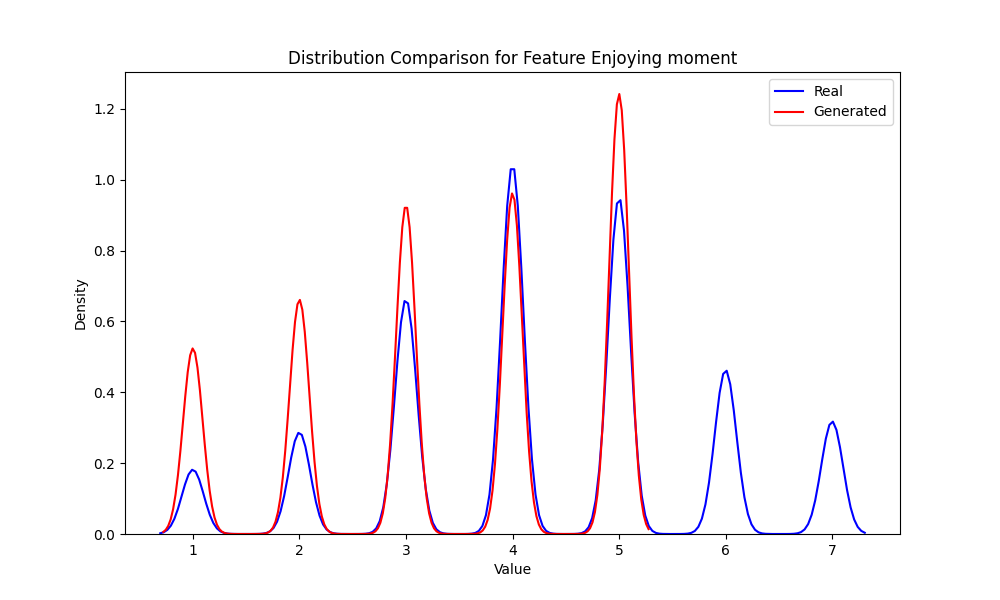 Distribution Comparison for Feature Enjoying moment
Real
Generated
Density
1.2
1.0
0.8
0.6
0.4
0.2
0.0
1 2 3 4 5 6 7
Value